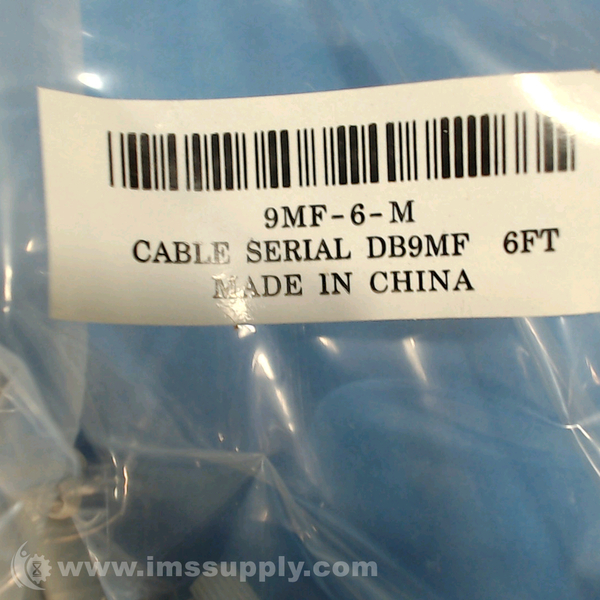 9MF-6-M
CABLE SERIAL DB9MF 6FT
MADE IN CHINA
www.imssupply.com